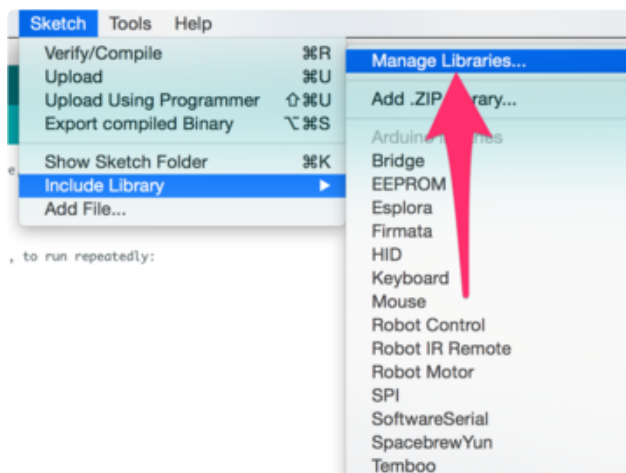 Sketch Tools Help
Verify/Compile ⌘R
Upload ⌘U
Upload Using Programmer ⇧⌘U
Export compiled Binary ⌥⌘S
Show Sketch Folder ⌘K
Include Library ▶
Add File...
, to run repeatedly:
Manage Libraries...
Add .ZIP
Arduino
Bridge
EEPROM
Esplora
Firmata
HID
Keyboard
Mouse
Robot Control
Robot IR Remote
Robot Motor
SPI
SoftwareSerial
SpacebrewYun
Temboo